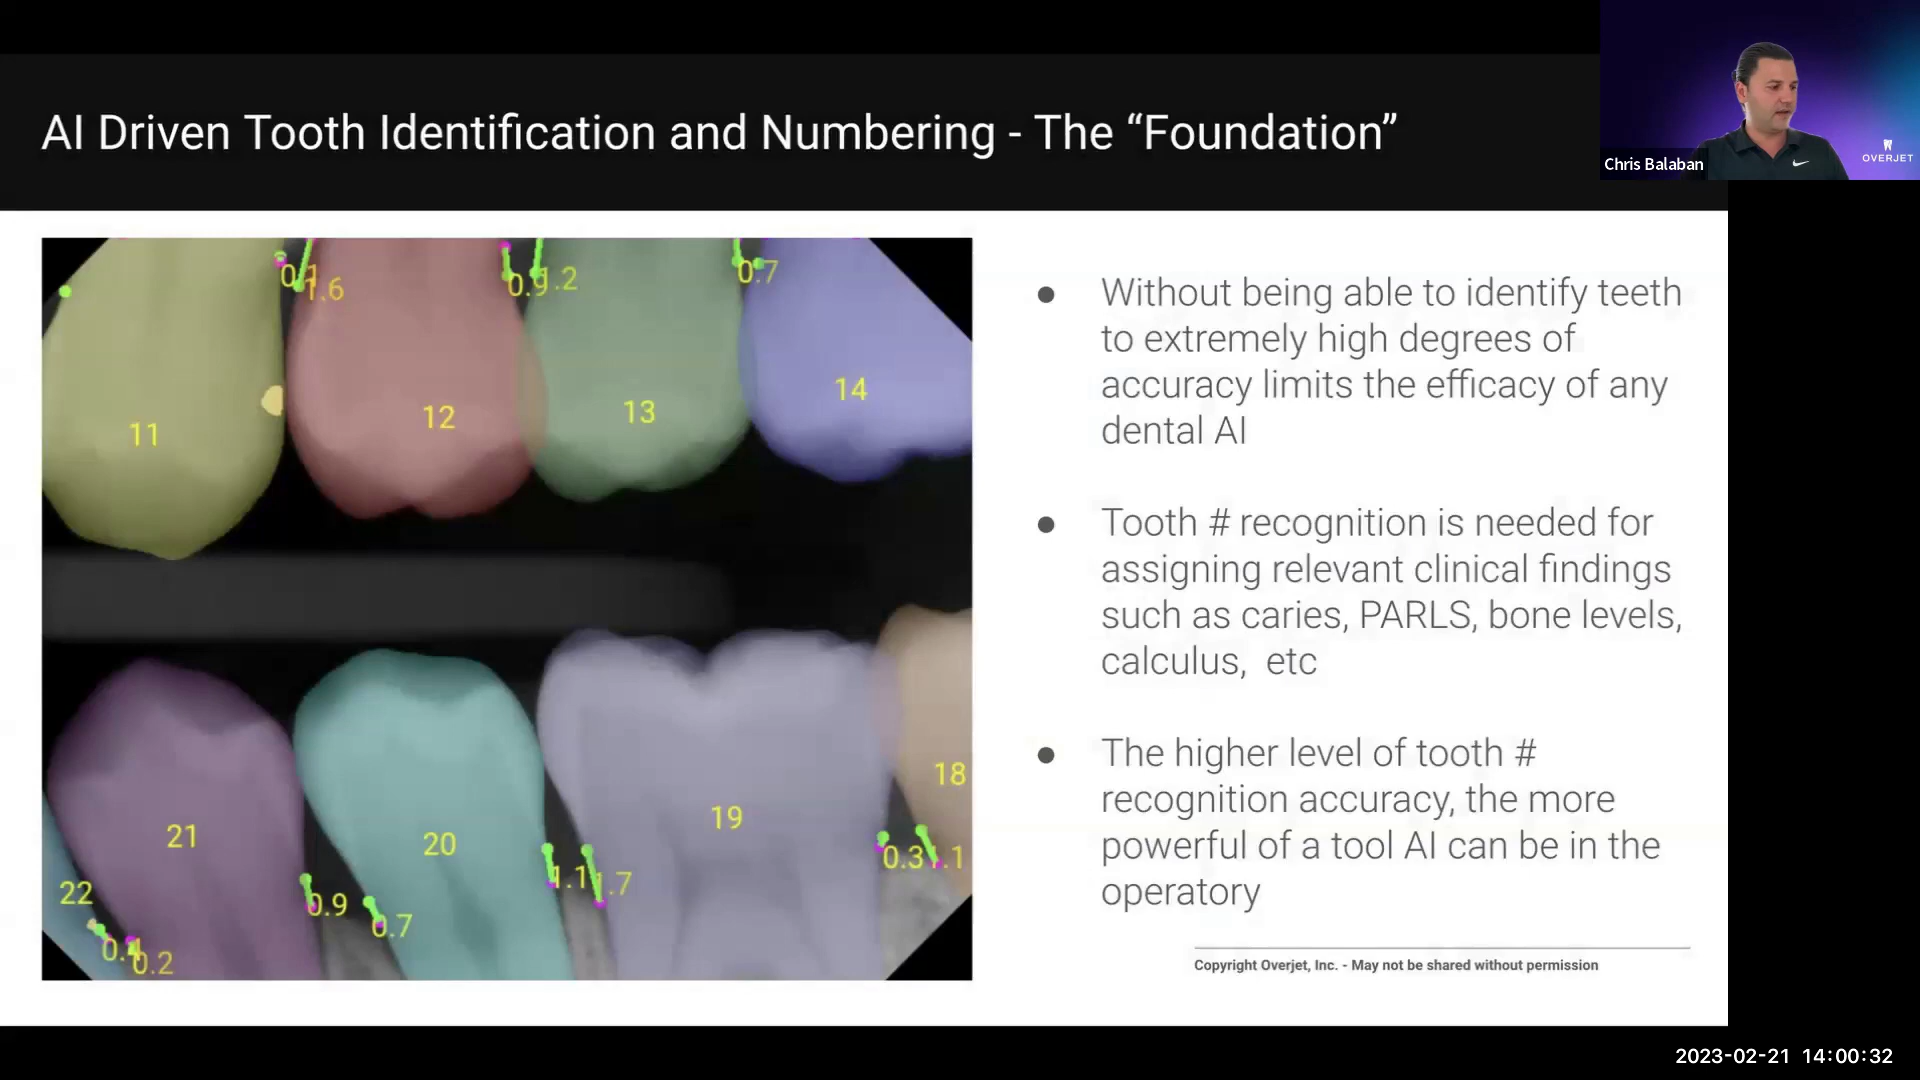 AI Driven Tooth Identification and Numbering - The “Foundation”
Chris Balaban
OVERJET
0.1
1.6
0.9
1.2
0.7
11
12
13
14
21
20
19
18
22
0.9
0.7
1.1
1.7
0.3
1.1
0.4
0.2
● Without being able to identify teeth
to extremely high degrees of
accuracy limits the efficacy of any
dental AI
● Tooth # recognition is needed for
assigning relevant clinical findings
such as caries, PARLS, bone levels,
calculus, etc
● The higher level of tooth #
recognition accuracy, the more
powerful of a tool AI can be in the
operatory
Copyright Overjet, Inc. - May not be shared without permission
2023-02-21 14:00:32